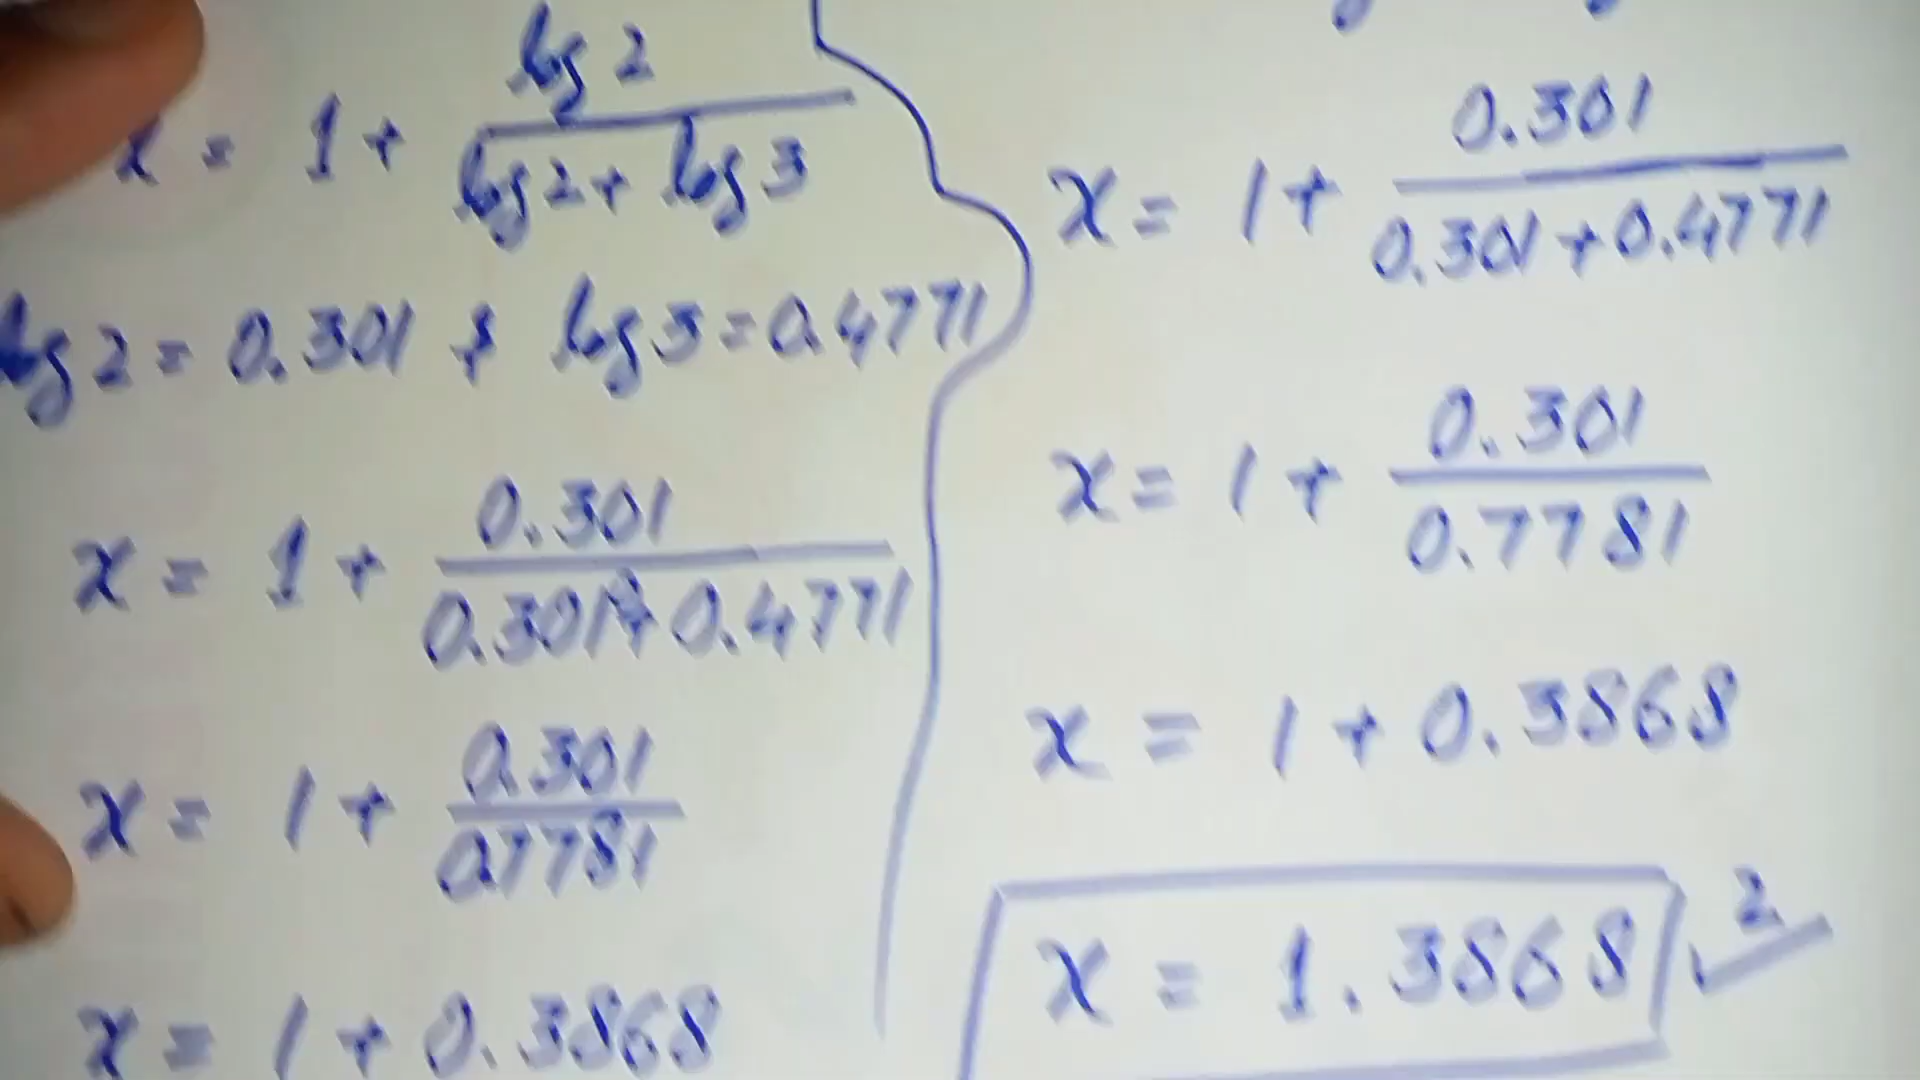 x = 1 + log 2 / (log 2 + log 3)
log 2 = 0.301 & log 3 = 0.4771
x = 1 + 0.301 / (0.301 + 0.4771)
x = 1 + 0.301 / 0.7781
x = 1 + 0.3868
x = 1 + 0.301 / (0.301 + 0.4771)
x = 1 + 0.301 / 0.7781
x = 1 + 0.3868
x = 1.3868
2